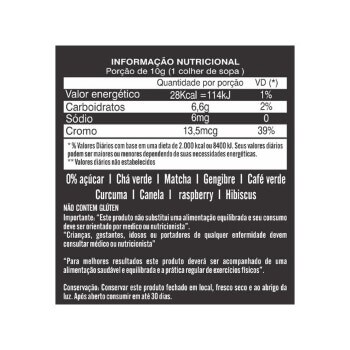 INFORMAÇÃO NUTRICIONAL
Porção de 10g (1 colher de sopa )
Quantidade por porção VD (*)
Valor energético 28Kcal =114kJ 1%
Carboidratos 6,6g 2%
Sódio 6mg 0
Cromo 13,5mcg 39%
* % Valores Diários com base em uma dieta de 2.000 kcal ou 8400 kJ. Seus valores diários
podem ser maiores ou menores dependendo de suas necessidades energéticas.
** Valores diários não estabelecidos
0% açúcar | Chá verde | Matcha | Gengibre | Café verde
Curcuma | Canela | raspberry | Hibiscus
NÃO CONTÉM GLÚTEN
Importante: "Este produto não substitui uma alimentação equilibrada e seu consumo
deve ser orientado por medico ou nutricionista".
"Crianças, gestantes, idosos ou portadores de qualquer enfermidade devem
consultar médico ou nutricionista"
"Para melhores resultados este produto deverá ser acompanhado de uma
alimentação saudável e equilibrada e a prática regular de exercícios físicos".
Conservação: Conservar este produto fechado em local, fresco seco e ao abrigo da
luz. Após aberto consumir em até 30 dias.